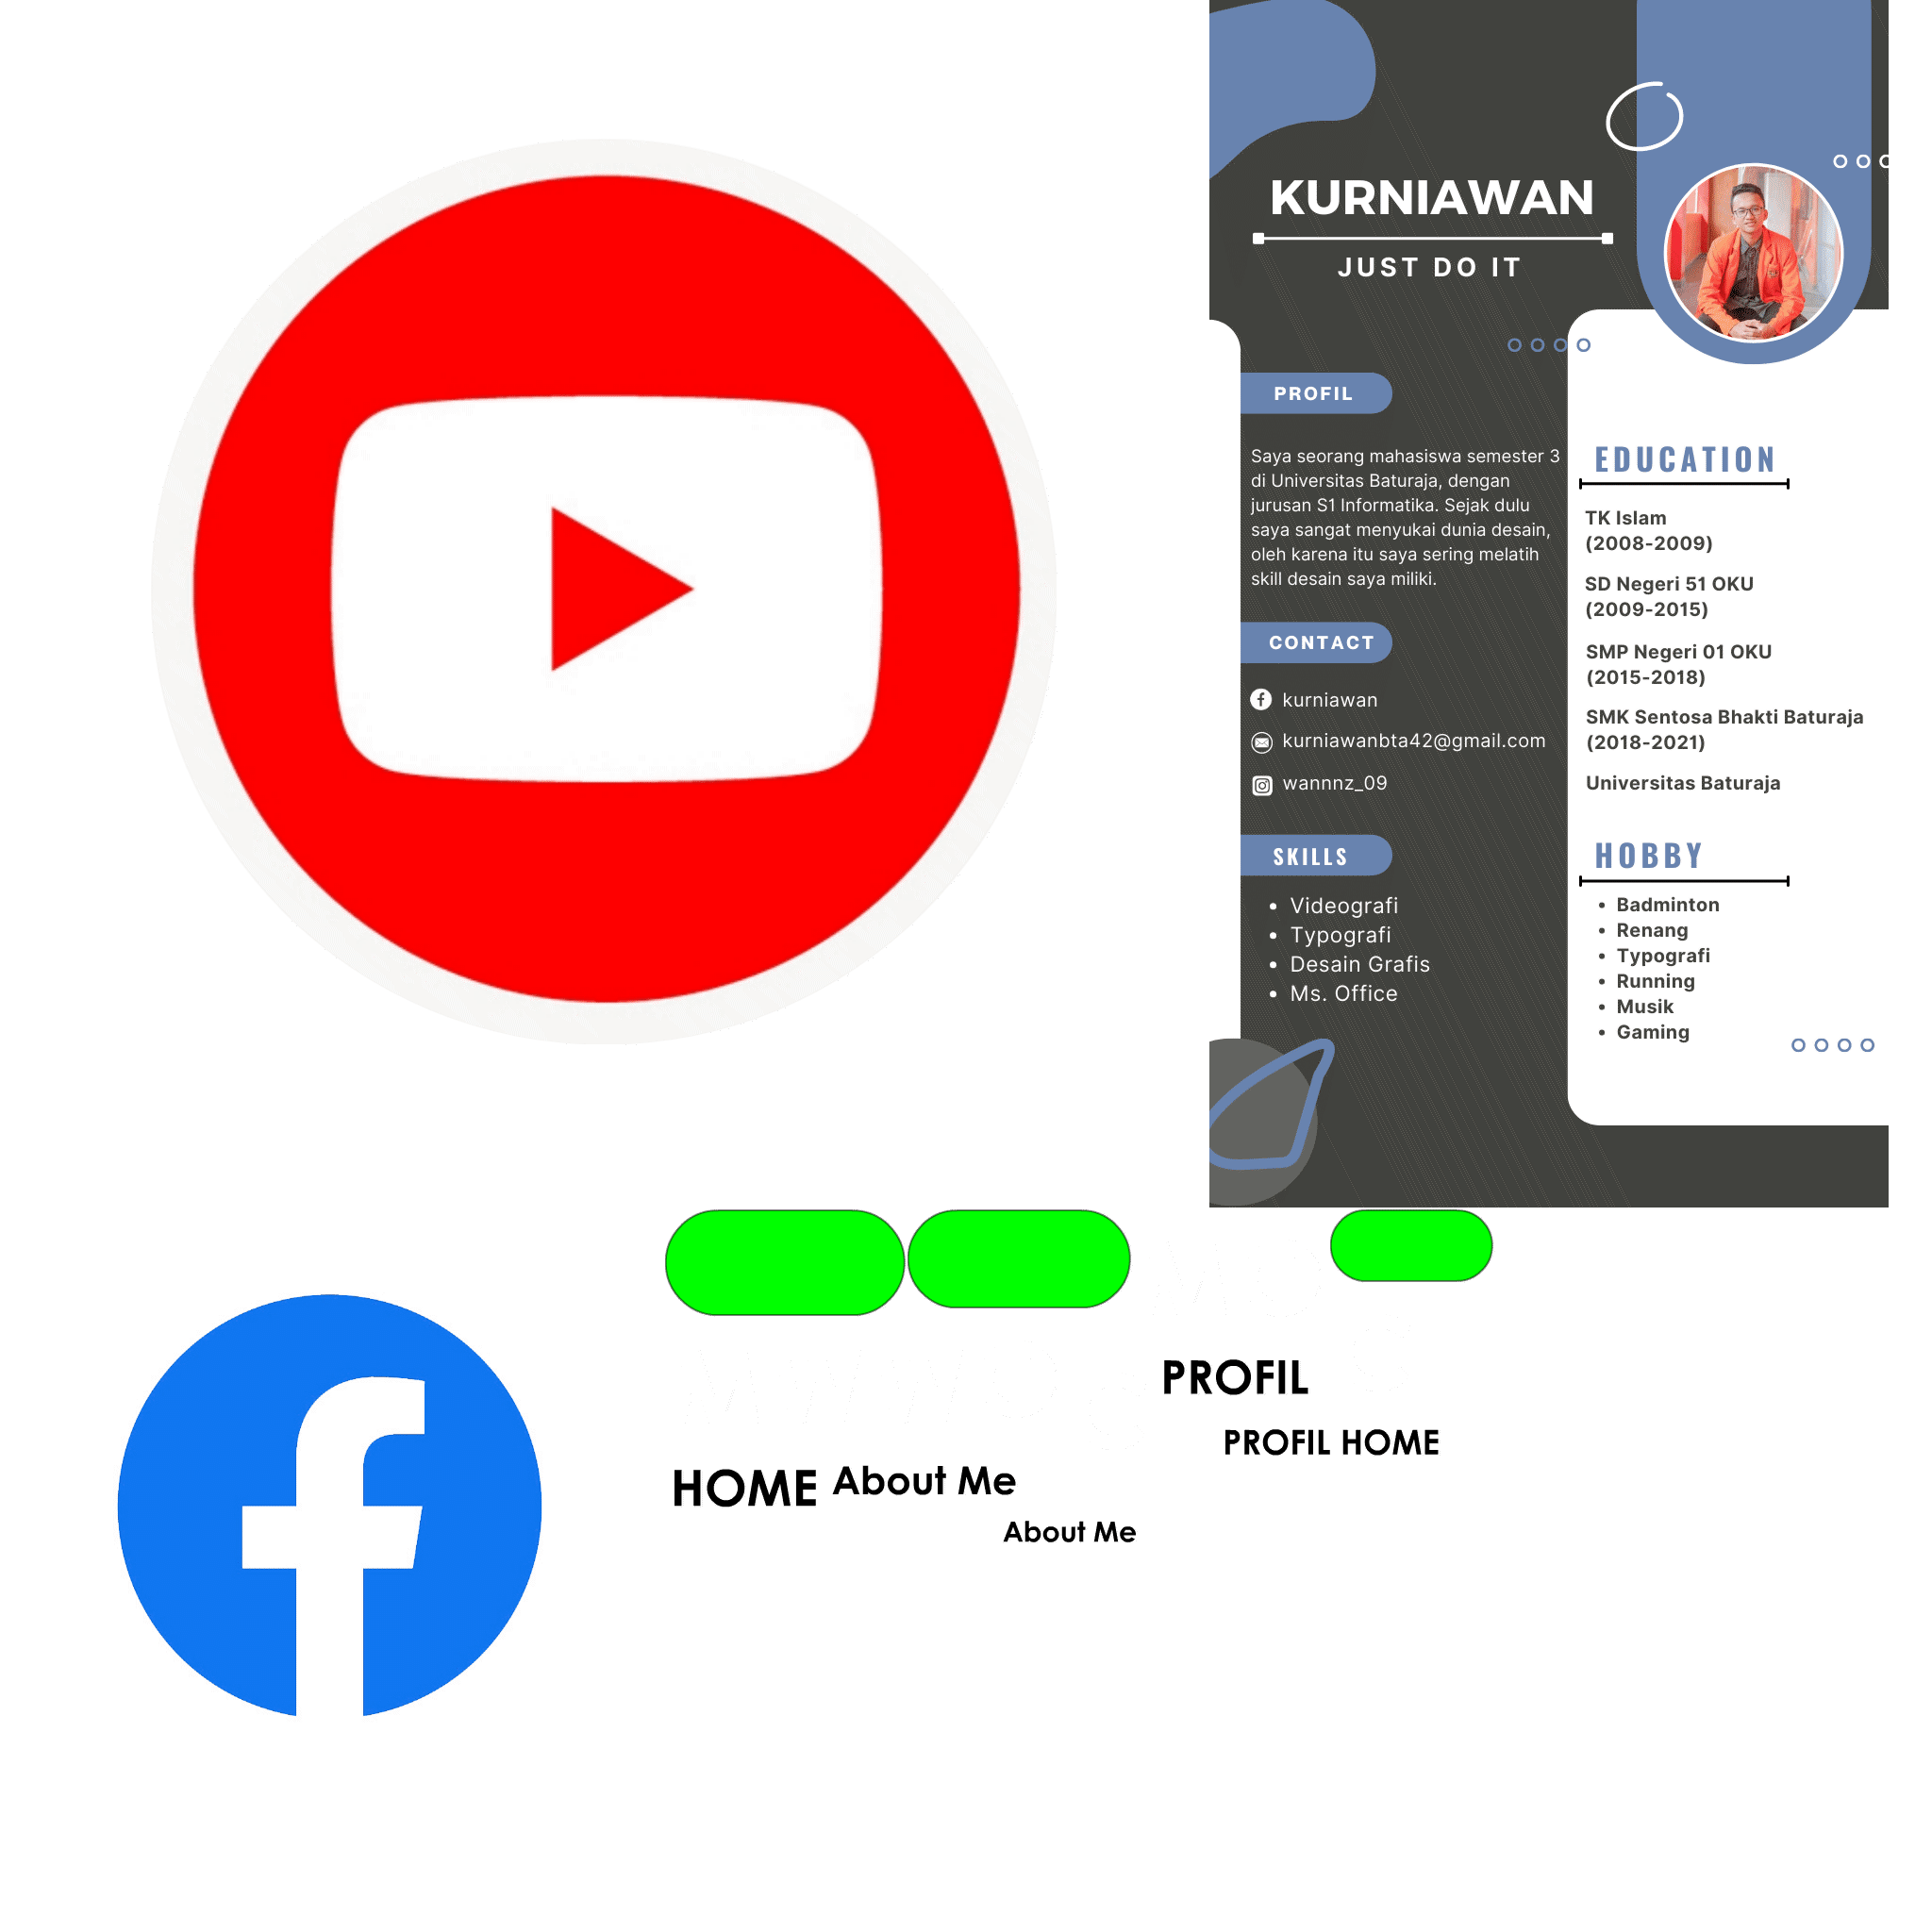 KURNIAWAN
JUST DO IT
PROFIL
Saya seorang mahasiswa semester 3
di Universitas Baturaja, dengan
jurusan S1 Informatika. Sejak dulu
saya sangat menyukai dunia desain,
oleh karena itu saya sering melatih
skill desain saya miliki.
CONTACT
kurniawan
kurniawanbta42@gmail.com
wannnz_09
SKILLS
• Videografi
• Typografi
• Desain Grafis
• Ms. Office
EDUCATION
TK Islam
(2008-2009)
SD Negeri 51 OKU
(2009-2015)
SMP Negeri 01 OKU
(2015-2018)
SMK Sentosa Bhakti Baturaja
(2018-2021)
Universitas Baturaja
HOBBY
• Badminton
• Renang
• Typografi
• Running
• Musik
• Gaming
PROFIL
PROFIL HOME
HOME About Me
About Me